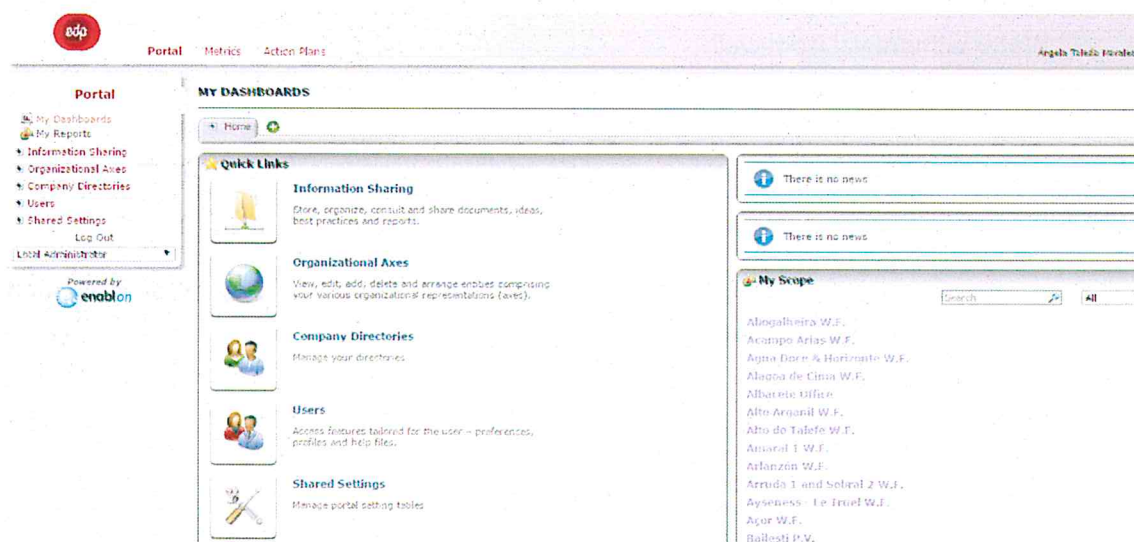 edp
Portal Metrics Action Plans
Portal
My Dashboards
My Reports
Information Sharing
Organizational Axes
Company Directories
Users
Shared Settings
Log Out
Local Administrator
Powered by
enablon
MY DASHBOARDS
Home
Quick Links
Information Sharing
Store, organize, consult and share documents, ideas,
best practices and reports.
Organizational Axes
View, edit, add, delete and arrange entities comprising
your various organizational representations (axes).
Company Directories
Manage your directories
Users
Access features tailored for the user – preferences,
profiles and help files.
Shared Settings
Manage portal setting tables
There is no news
There is no news
My Scope
Search All
Abogalheira W.F.
Acampo Arias W.F.
Agua Doce & Horizonte W.F.
Alagoa de Cima W.F.
Albacete Office
Alto Arganil W.F.
Alto do Talefe W.F.
Amaral 1 W.F.
Arlanzón W.F.
Arruda 1 and Sobral 2 W.F.
Ayssenes - Le Truel W.F.
Açor W.F.
Bailesti P.V.